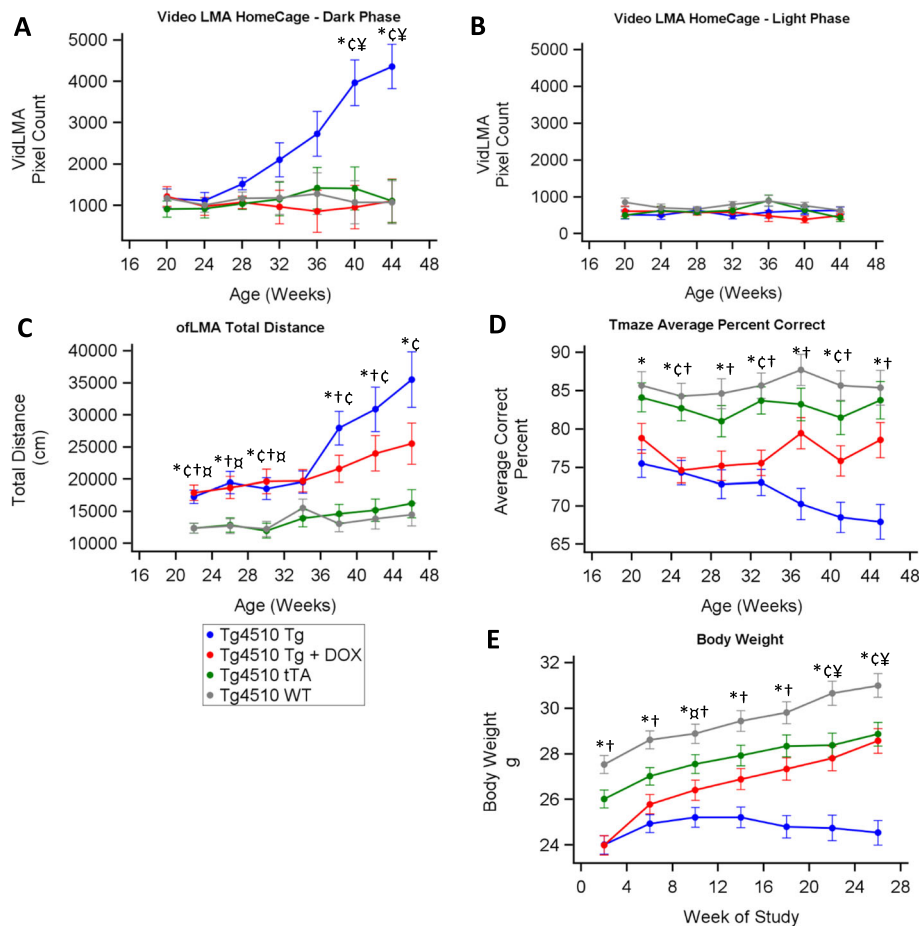 A
Video LMA HomeCage - Dark Phase
*¢¥ *¢¥
5000
4000
3000
2000
1000
VidLMA
Pixel Count
16 20 24 28 32 36 40 44 48
Age (Weeks)
B
Video LMA HomeCage - Light Phase
5000
4000
3000
2000
1000
0
VidLMA
Pixel Count
16 20 24 28 32 36 40 44 48
Age (Weeks)
C
ofLMA Total Distance
*¢†¤ *†¤ *¢†¤ *†¢ *†¢ *¢
40000
35000
30000
25000
20000
15000
10000
Total Distance
(cm)
16 20 24 28 32 36 40 44 48
Age (Weeks)
D
Tmaze Average Percent Correct
* *¢† *† *¢† *† *¢† *†
90
85
80
75
70
65
Average Correct
Percent
16 20 24 28 32 36 40 44 48
Age (Weeks)
Tg4510 Tg
Tg4510 Tg + DOX
Tg4510 tTA
Tg4510 WT
E
Body Weight
*† *† *¤† *† *† *¢¥ *¢¥
32
30
28
26
24
Body Weight
g
0 4 8 12 16 20 24 28
Week of Study